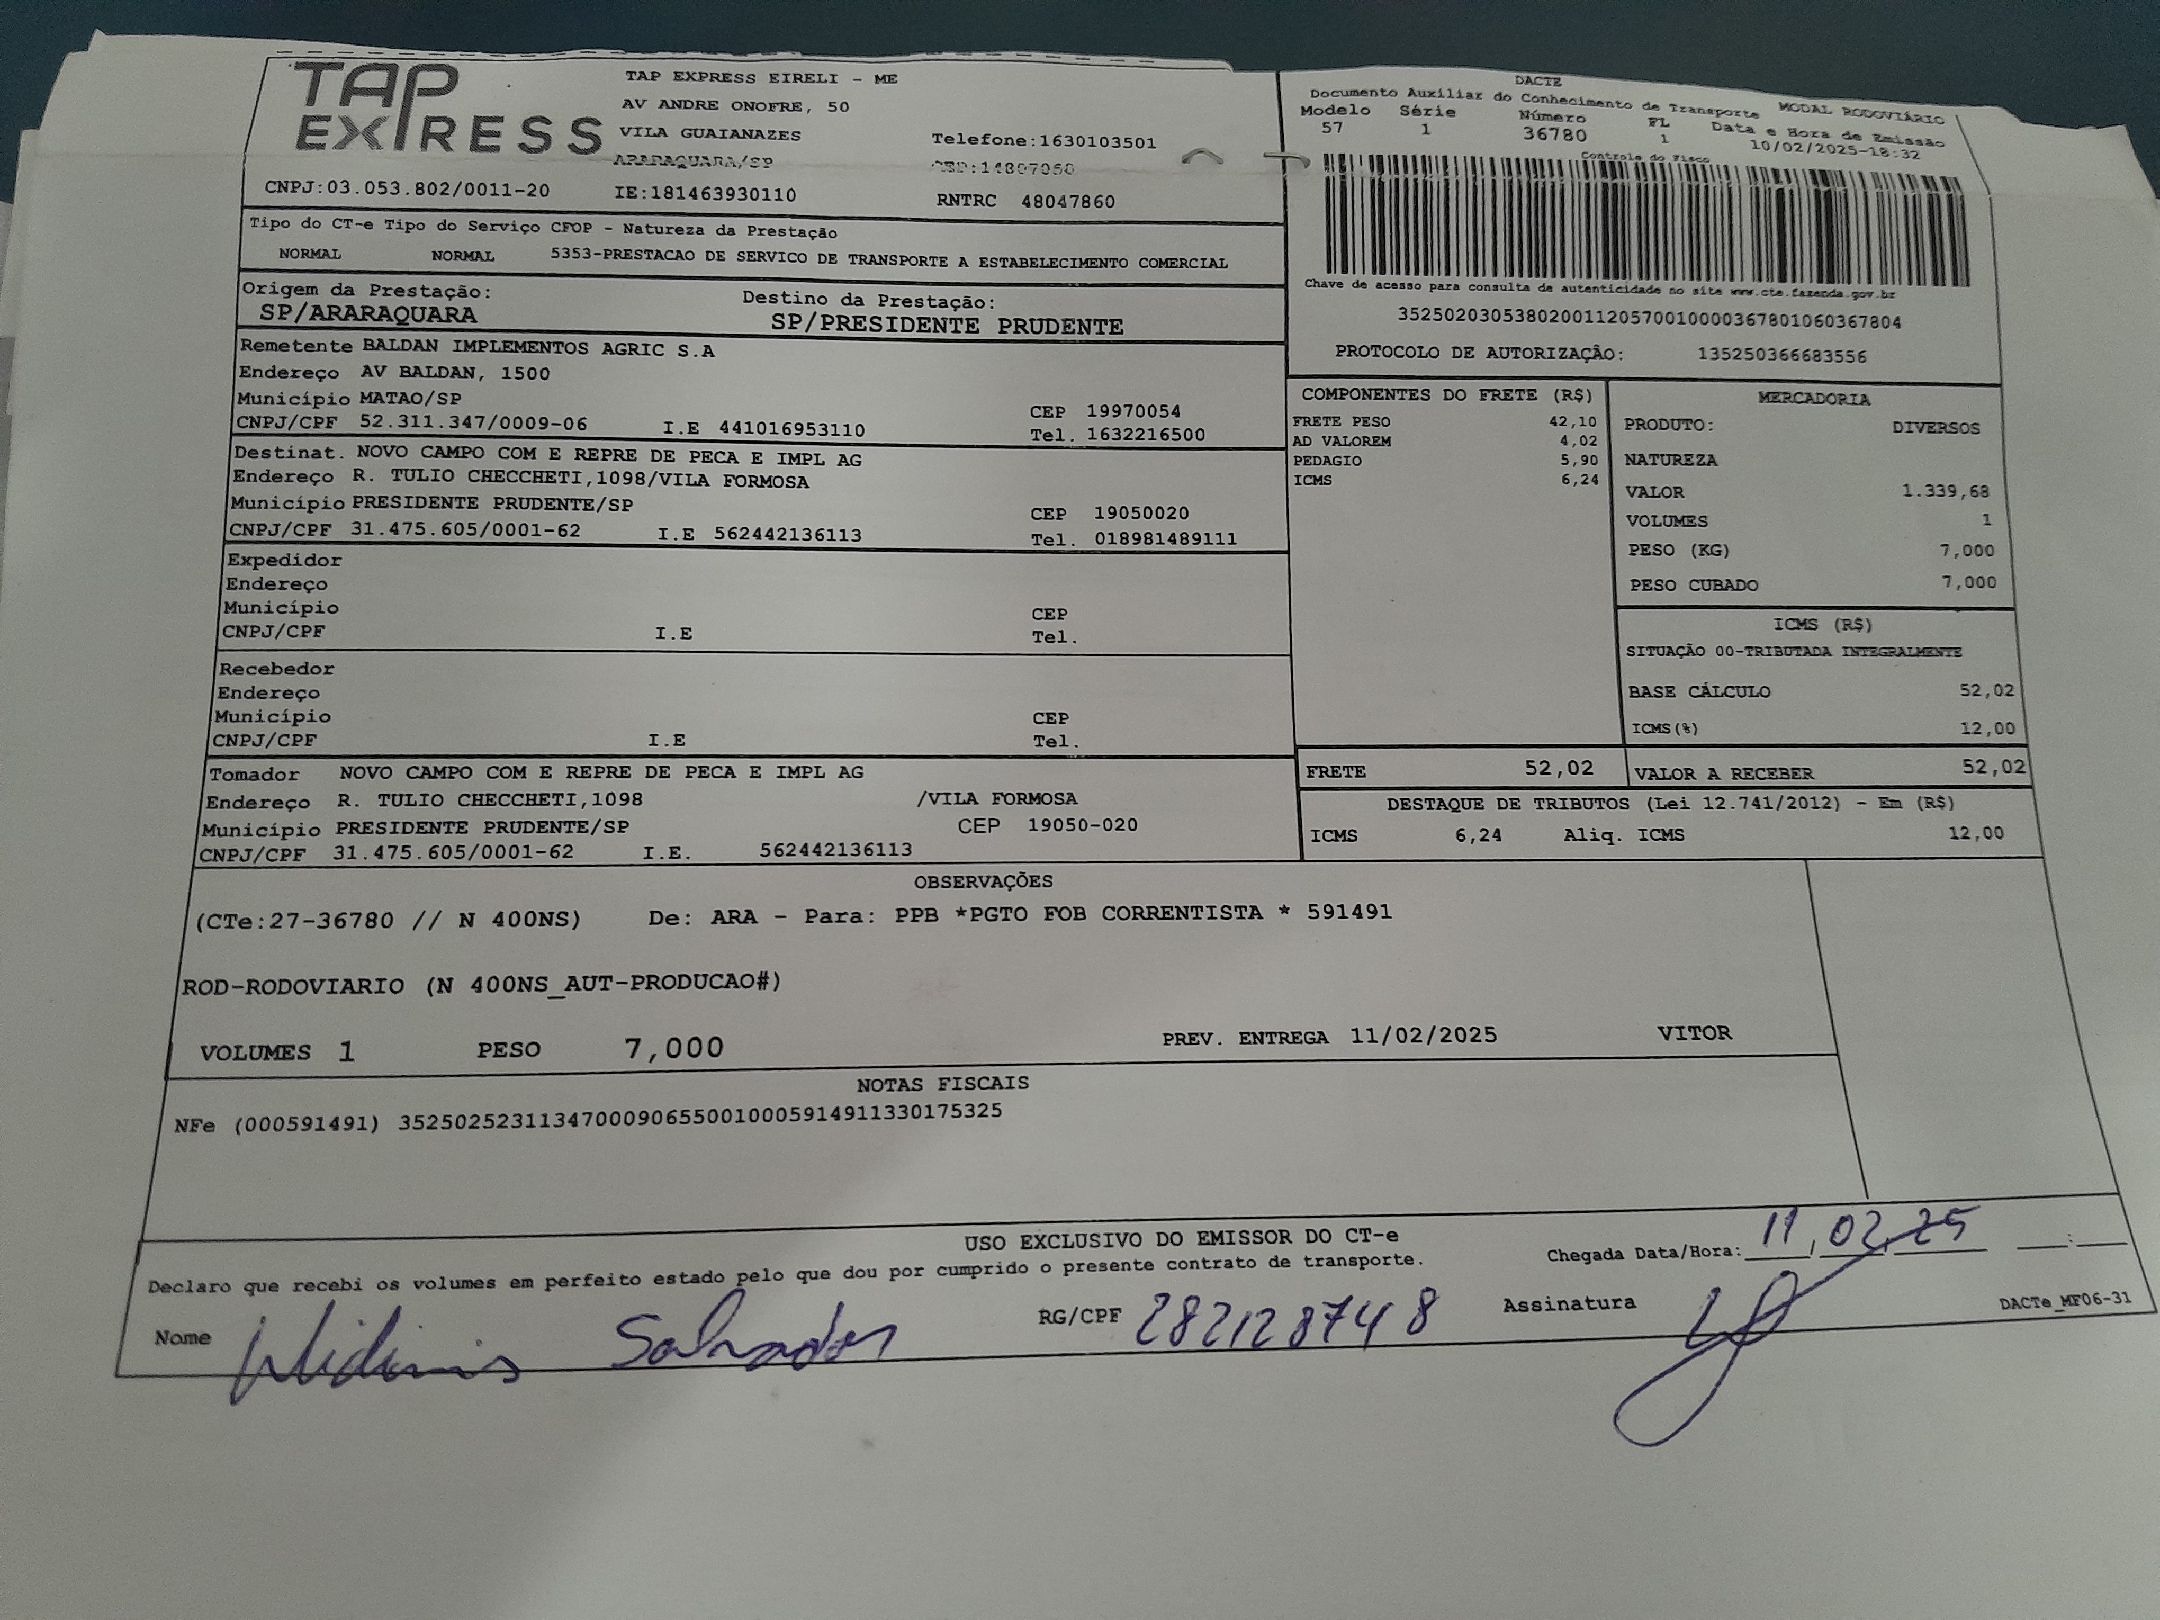 TAP EXPRESS
TAP EXPRESS EIRELI - ME
AV ANDRE ONOFRE, 50
VILA GUAIANAZES
Telefone:1630103501
ARARAQUARA/SP
CEP:14807060
CNPJ:03.053.802/0011-20 IE:181463930110 RNTRC 48047860
DACTE
Documento Auxiliar do Conhecimento de Transporte MODAL RODOVIÁRIO
Modelo Série Número FL Data e Hora de Emissão
57 1 36780 1 10/02/2025-18:32
Controle do Fisco
Chave de acesso para consulta de autenticidade no site www.cte.fazenda.gov.br
35250203053802001120570010000367801060367804
PROTOCOLO DE AUTORIZAÇÃO: 135250366683556
Tipo do CT-e Tipo do Serviço CFOP - Natureza da Prestação
NORMAL NORMAL 5353-PRESTACAO DE SERVICO DE TRANSPORTE A ESTABELECIMENTO COMERCIAL
Origem da Prestação: Destino da Prestação:
SP/ARARAQUARA SP/PRESIDENTE PRUDENTE
Remetente BALDAN IMPLEMENTOS AGRIC S.A
Endereço AV BALDAN, 1500
Município MATAO/SP CEP 19970054
CNPJ/CPF 52.311.347/0009-06 I.E 441016953110 Tel. 1632216500
Destinat. NOVO CAMPO COM E REPRE DE PECA E IMPL AG
Endereço R. TULIO CHECCHETI,1098/VILA FORMOSA
Município PRESIDENTE PRUDENTE/SP CEP 19050020
CNPJ/CPF 31.475.605/0001-62 I.E 562442136113 Tel. 018981489111
Expedidor
Endereço
Município CEP
CNPJ/CPF I.E Tel.
Recebedor
Endereço
Município CEP
CNPJ/CPF I.E Tel.
Tomador NOVO CAMPO COM E REPRE DE PECA E IMPL AG
Endereço R. TULIO CHECCHETI,1098 /VILA FORMOSA
Município PRESIDENTE PRUDENTE/SP CEP 19050-020
CNPJ/CPF 31.475.605/0001-62 I.E. 562442136113
COMPONENTES DO FRETE (R$)
FRETE PESO 42,10
AD VALOREM 4,02
PEDAGIO 5,90
ICMS 6,24
MERCADORIA
PRODUTO: DIVERSOS
NATUREZA
VALOR 1.339,68
VOLUMES 1
PESO (KG) 7,000
PESO CUBADO 7,000
ICMS (R$)
SITUAÇÃO 00-TRIBUTADA INTEGRALMENTE
BASE CÁLCULO 52,02
ICMS(%) 12,00
FRETE 52,02 VALOR A RECEBER 52,02
DESTAQUE DE TRIBUTOS (Lei 12.741/2012) - Em (R$)
ICMS 6,24 Aliq. ICMS 12,00
OBSERVAÇÕES
(CTe:27-36780 // N 400NS) De: ARA - Para: PPB *PGTO FOB CORRENTISTA * 591491
ROD-RODOVIARIO (N 400NS_AUT-PRODUCAO#)
VOLUMES 1 PESO 7,000 PREV. ENTREGA 11/02/2025 VITOR
NOTAS FISCAIS
NFe (000591491) 35250252311347000906550010005914911330175325
USO EXCLUSIVO DO EMISSOR DO CT-e
Declaro que recebi os volumes em perfeito estado pelo que dou por cumprido o presente contrato de transporte.
Chegada Data/Hora: 11/02/25 :
Nome Salvador RG/CPF 282128748 Assinatura
DACTe_MF06-31